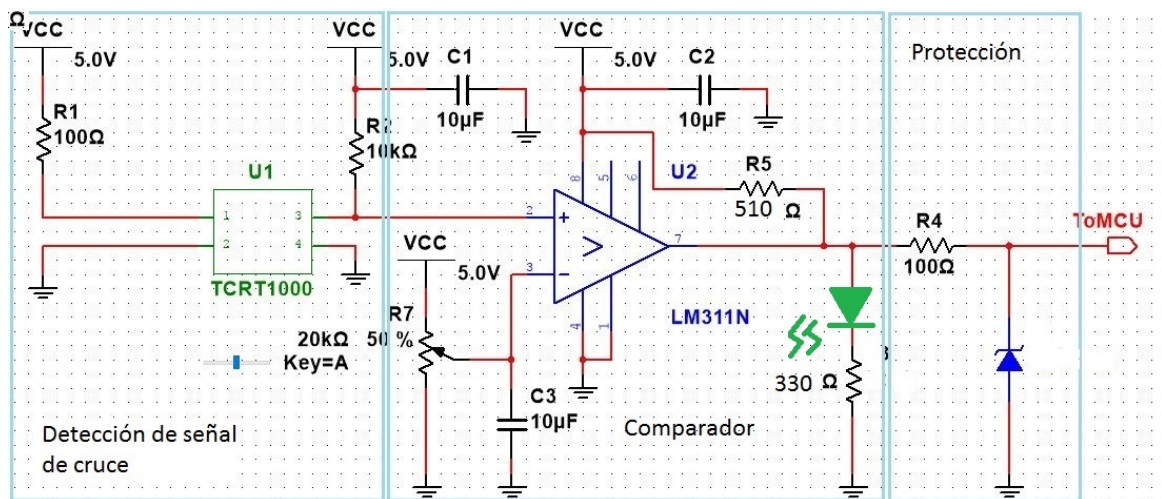 Ω
VCC
5.0V
R1
100Ω
U1
1
2
3
4
TCRT1000
VCC
5.0V
R2
10kΩ
Detección de señal
de cruce
C1
10µF
VCC
5.0V
C2
10µF
8
5
6
U2
R5
510 Ω
2
3
7
4
1
LM311N
VCC
5.0V
R7
20kΩ
50 %
Key=A
C3
10µF
330 Ω
Comparador
Protección
R4
100Ω
ToMCU